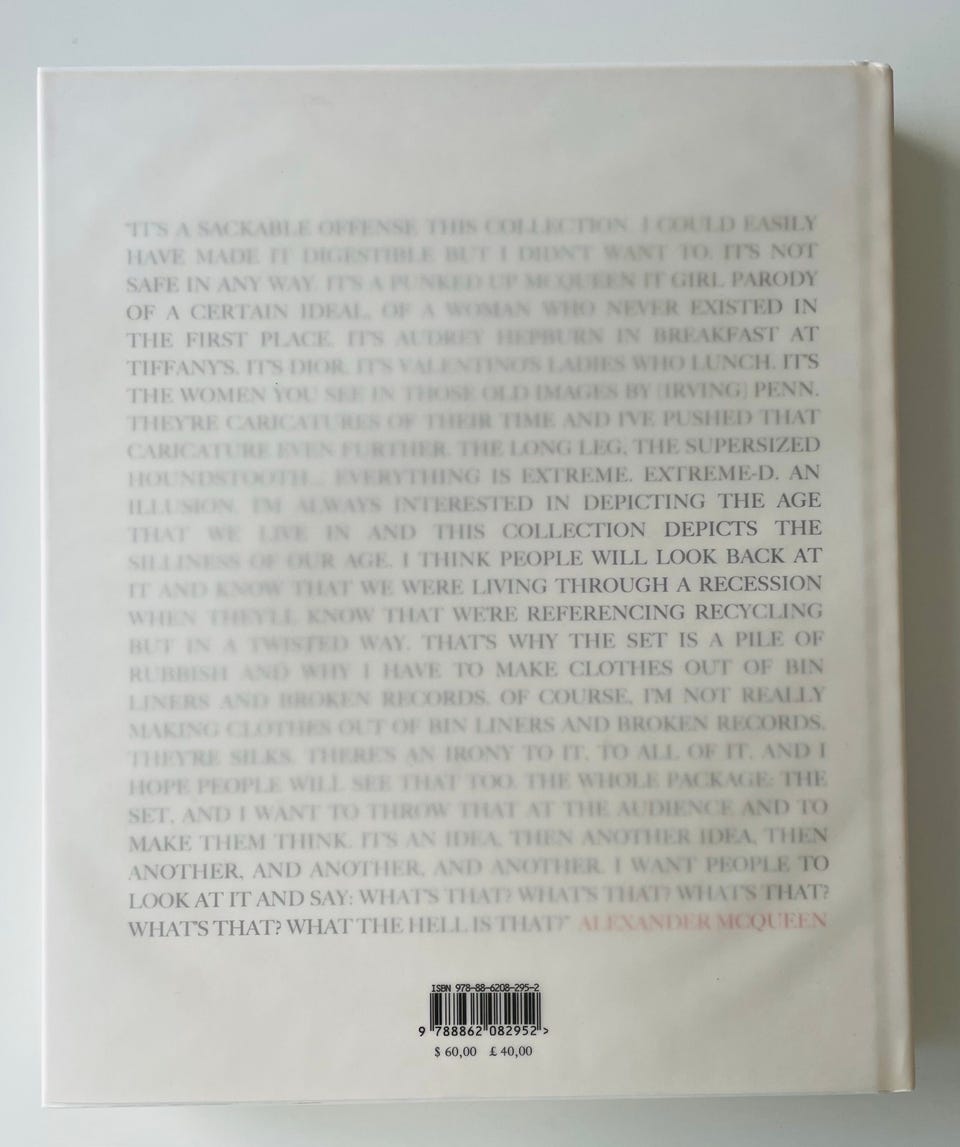 "IT'S A SACKABLE OFFENSE THIS COLLECTION. I COULD EASILY
HAVE MADE IT DIGESTIBLE BUT I DIDN'T WANT TO. IT'S NOT
SAFE IN ANY WAY. IT'S A PUNKED UP MCQUEEN IT GIRL PARODY
OF A CERTAIN IDEAL, OF A WOMAN WHO NEVER EXISTED IN
THE FIRST PLACE. IT'S AUDREY HEPBURN IN BREAKFAST AT
TIFFANY'S. IT'S DIOR. IT'S VALENTINO'S LADIES WHO LUNCH. IT'S
THE WOMEN YOU SEE IN THOSE OLD IMAGES BY [IRVING] PENN.
THEY'RE CARICATURES OF THEIR TIME AND I'VE PUSHED THAT
CARICATURE EVEN FURTHER. THE LONG LEG, THE SUPERSIZED
HOUNDSTOOTH... EVERYTHING IS EXTREME. EXTREME-D. AN
ILLUSION. I'M ALWAYS INTERESTED IN DEPICTING THE AGE
THAT WE LIVE IN AND THIS COLLECTION DEPICTS THE
SILLINESS OF OUR AGE. I THINK PEOPLE WILL LOOK BACK AT
IT AND KNOW THAT WE WERE LIVING THROUGH A RECESSION
WHEN THEY'LL KNOW THAT WE'RE REFERENCING RECYCLING
BUT IN A TWISTED WAY. THAT'S WHY THE SET IS A PILE OF
RUBBISH AND WHY I HAVE TO MAKE CLOTHES OUT OF BIN
LINERS AND BROKEN RECORDS. OF COURSE, I'M NOT REALLY
MAKING CLOTHES OUT OF BIN LINERS AND BROKEN RECORDS.
THEY'RE SILKS. THERE'S AN IRONY TO IT, TO ALL OF IT, AND I
HOPE PEOPLE WILL SEE THAT TOO. THE WHOLE PACKAGE: THE
SET, AND I WANT TO THROW THAT AT THE AUDIENCE AND TO
MAKE THEM THINK. IT'S AN IDEA, THEN ANOTHER IDEA, THEN
ANOTHER, AND ANOTHER, AND ANOTHER. I WANT PEOPLE TO
LOOK AT IT AND SAY: WHAT'S THAT? WHAT'S THAT? WHAT'S THAT?
WHAT'S THAT? WHAT THE HELL IS THAT?" ALEXANDER MCQUEEN
ISBN 978-88-6208-295-2
9 788862 082952 >
$ 60,00 £ 40,00